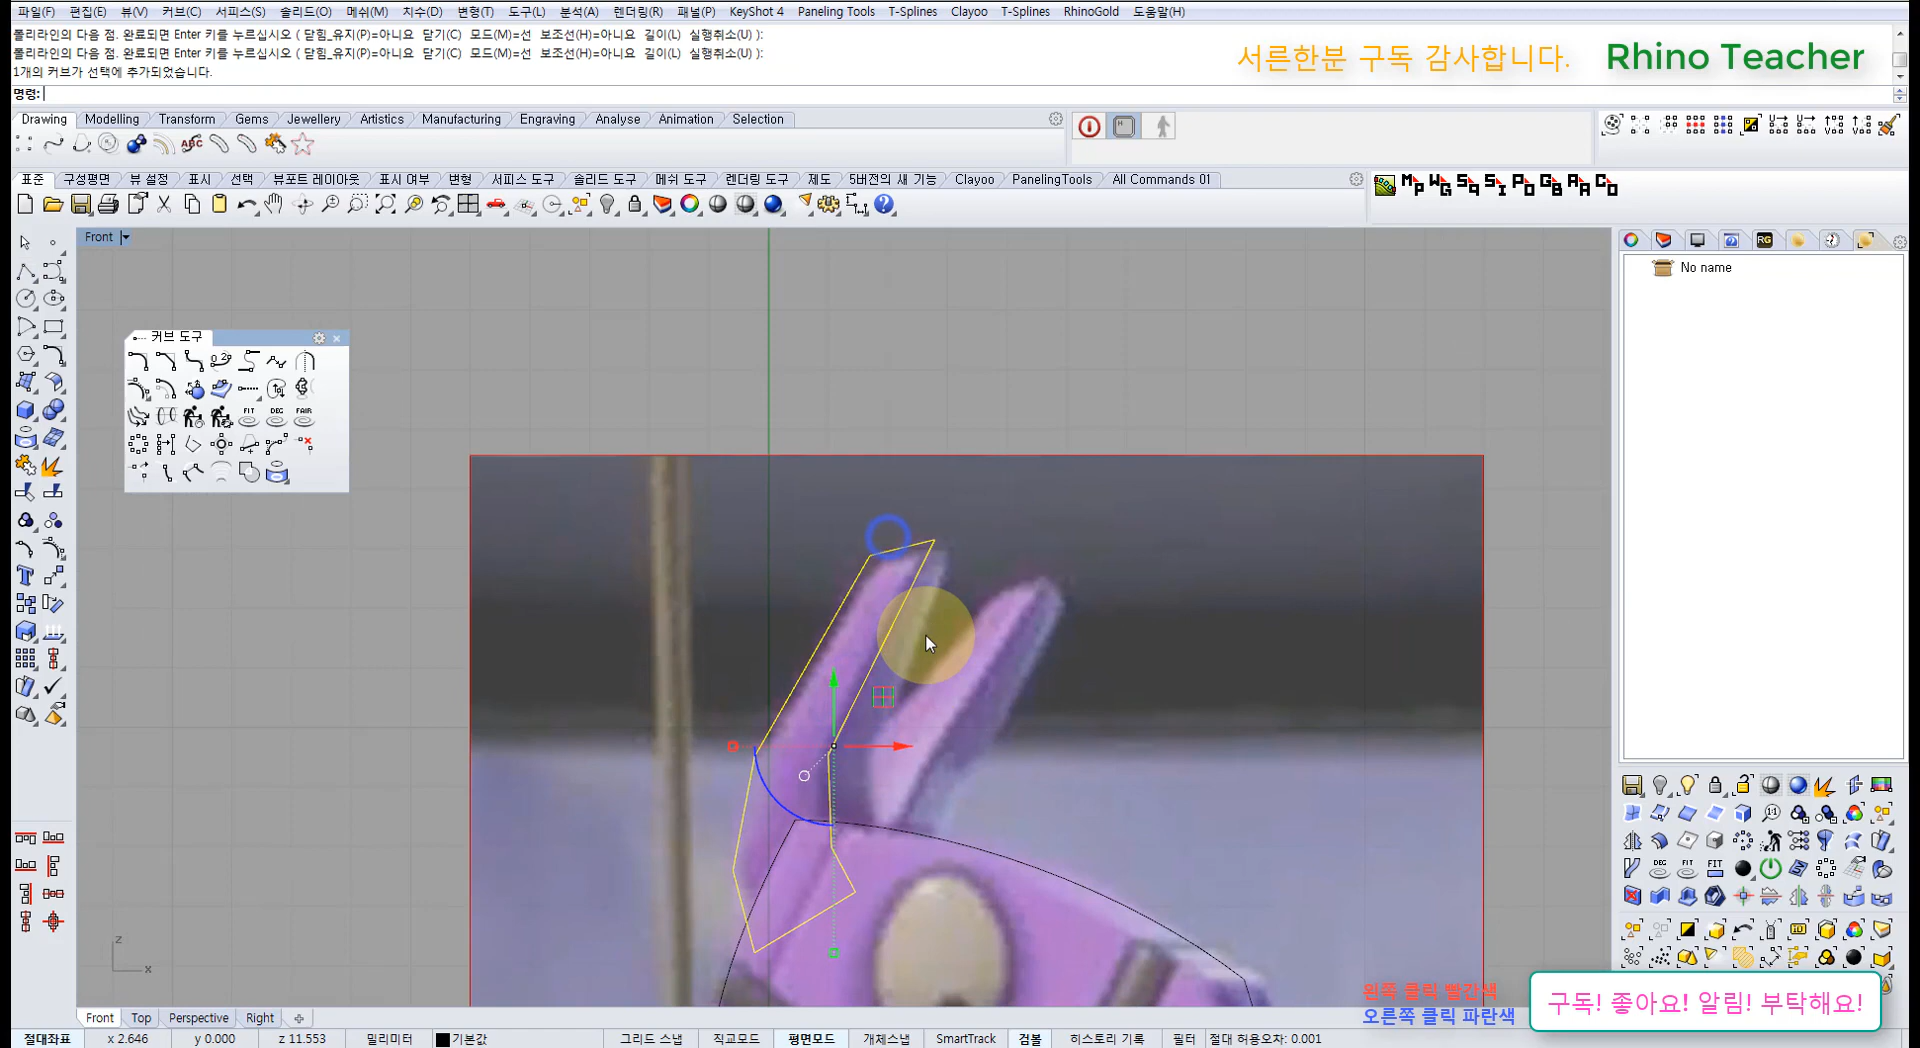 파일(F) 편집(E) 뷰(V) 커브(C) 서피스(S) 솔리드(O) 메쉬(M) 치수(D) 변형(T) 도구(L) 분석(A) 렌더링(R) 패널(P) KeyShot 4 Paneling Tools T-Splines Clayoo T-Splines RhinoGold 도움말(H)
폴리라인의 다음 점. 완료되면 Enter 키를 누르십시오 ( 닫힘_유지(P)=아니요 닫기(C) 모드(M)=선 보조선(H)=아니요 길이(L) 실행취소(U) ):
폴리라인의 다음 점. 완료되면 Enter 키를 누르십시오 ( 닫힘_유지(P)=아니요 닫기(C) 모드(M)=선 보조선(H)=아니요 길이(L) 실행취소(U) ):
1개의 커브가 선택에 추가되었습니다.
서른한분 구독 감사합니다. Rhino Teacher
명령:
Drawing Modelling Transform Gems Jewellery Artistics Manufacturing Engraving Analyse Animation Selection
표준 구성평면 뷰 설정 표시 선택 뷰포트 레이아웃 표시 여부 변형 서피스 도구 솔리드 도구 메쉬 도구 렌더링 도구 제도 5버전의 새 기능 Clayoo PanelingTools All Commands 01
Front
No name
커브 도구
FIT DEG FAIR
z
x
DEG FIT FIT
왼쪽 클릭 빨간색
오른쪽 클릭 파란색
구독! 좋아요! 알림! 부탁해요!
Front Top Perspective Right
절대좌표 x 2.646 y 0.000 z 11.553 밀리미터 기본값 그리드 스냅 직교모드 평면모드 개체스냅 SmartTrack 검볼 히스토리 기록 필터 절대 허용오차: 0.001